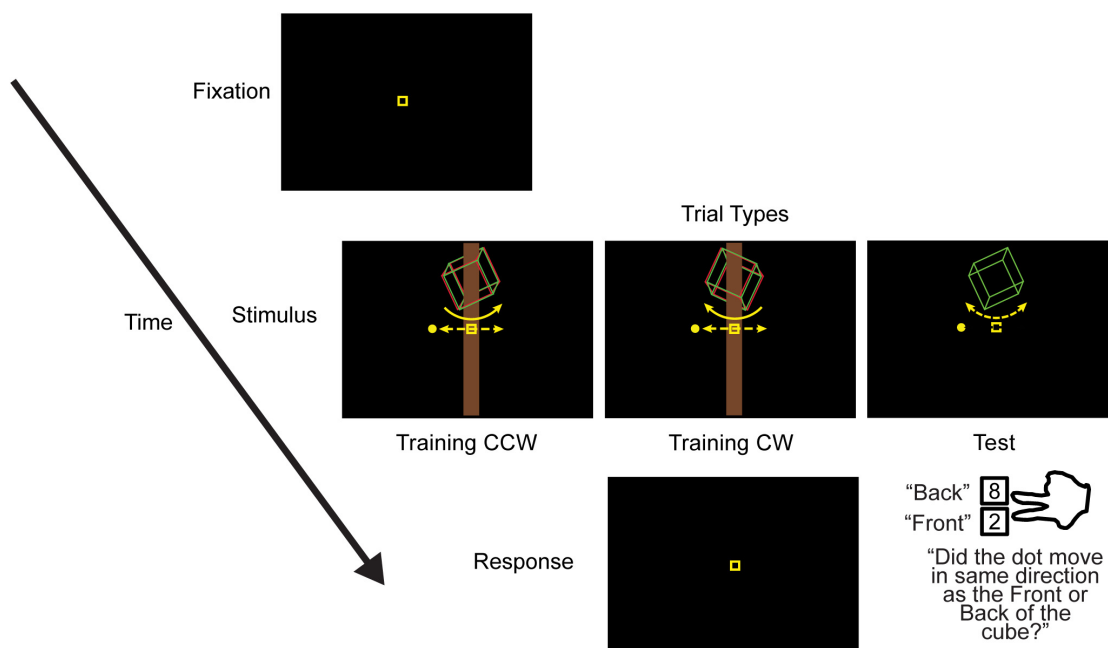 Fixation
Trial Types
Time
Stimulus
Training CCW
Training CW
Test
“Back” 8
“Front” 2
Response
“Did the dot move
in same direction
as the Front or
Back of the
cube?”